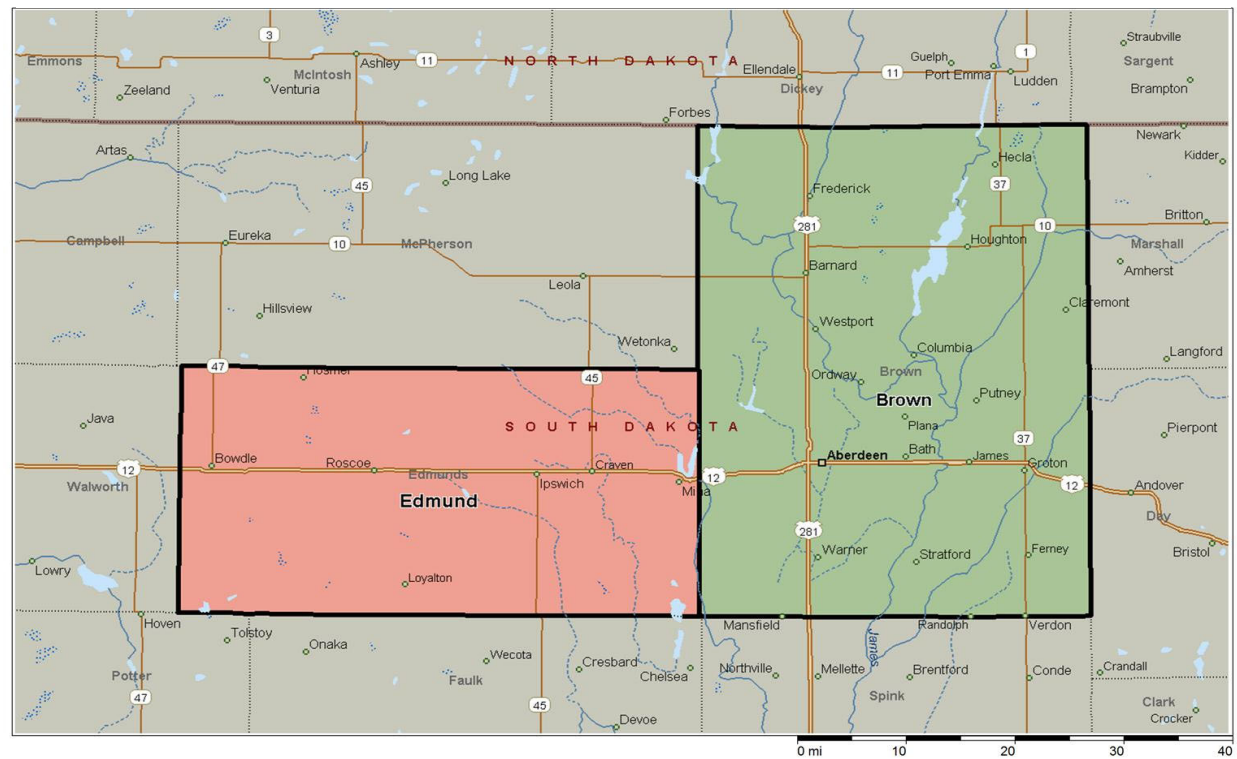 3
1
Straubville
Emmons
Ashley
11
NORTH DAKOTA
Guelph
Sargent
McIntosh
Ellendale
11
Port Emma
Ludden
Venturia
Dickey
Brampton
Zeeland
Forbes
Newark
Artas
Kidder
Hecla
Long Lake
45
37
Frederick
Britton
281
10
Eureka
Campbell
10
McPherson
Houghton
Marshall
Barnard
Amherst
Leola
Claremont
Hillsview
Westport
Wetonka
Columbia
Langford
47
Hosmer
45
Ordway
Brown
Putney
Brown
Java
Plana
SOUTH DAKOTA
Pierpont
37
Bath
Bowdle
Roscoe
Craven
Aberdeen
James
Groton
12
Edmunds
12
Walworth
Ipswich
Mina
12
Andover
Edmund
Day
281
Warner
Stratford
Ferney
Bristol
Lowry
Loyalton
Hoven
Mansfield
Randolph
Verdon
Tolstoy
Onaka
James
Wecota
Cresbard
Chelsea
Northville
Mellette
Brentford
Conde
Crandall
Potter
Faulk
47
45
Spink
Clark
Crocker
Devoe
0 mi 10 20 30 40